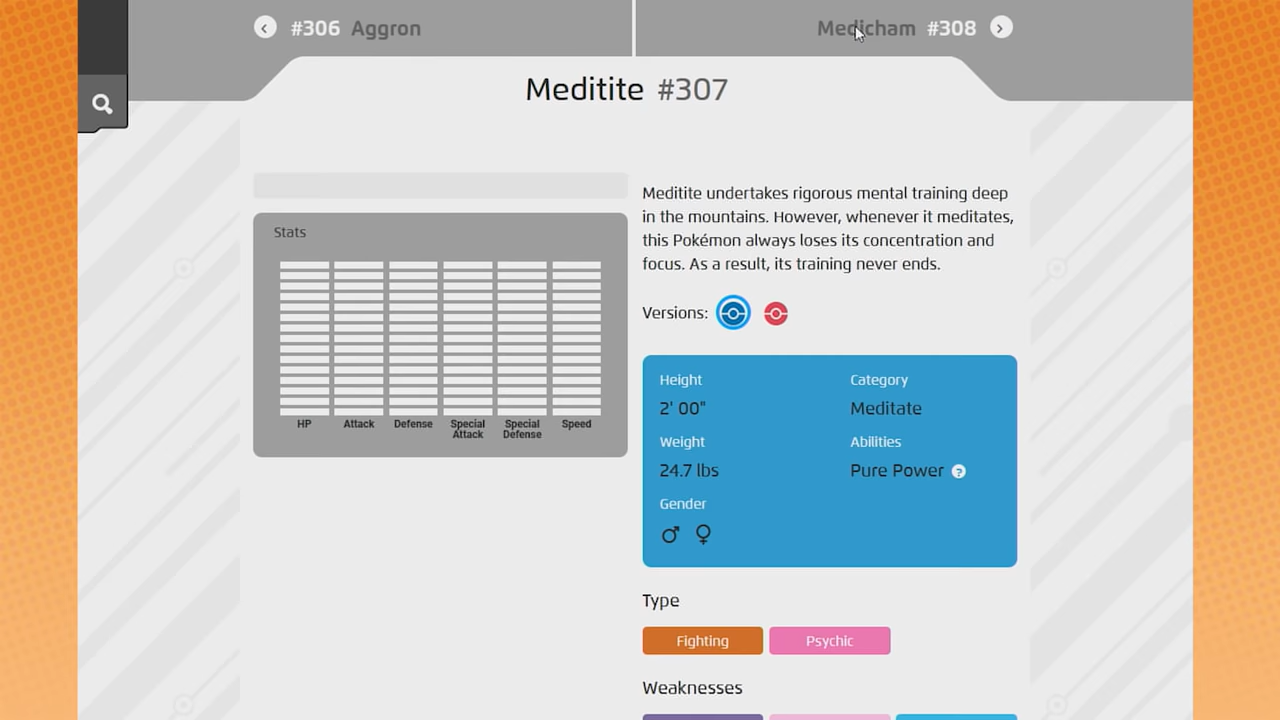 #306 Aggron
Medicham #308
Meditite #307
Stats
HP
Attack
Defense
Special
Attack
Special
Defense
Speed
Meditite undertakes rigorous mental training deep
in the mountains. However, whenever it meditates,
this Pokémon always loses its concentration and
focus. As a result, its training never ends.
Versions:
Height
2' 00"
Category
Meditate
Weight
24.7 lbs
Abilities
Pure Power ?
Gender
♂ ♀
Type
Fighting
Psychic
Weaknesses